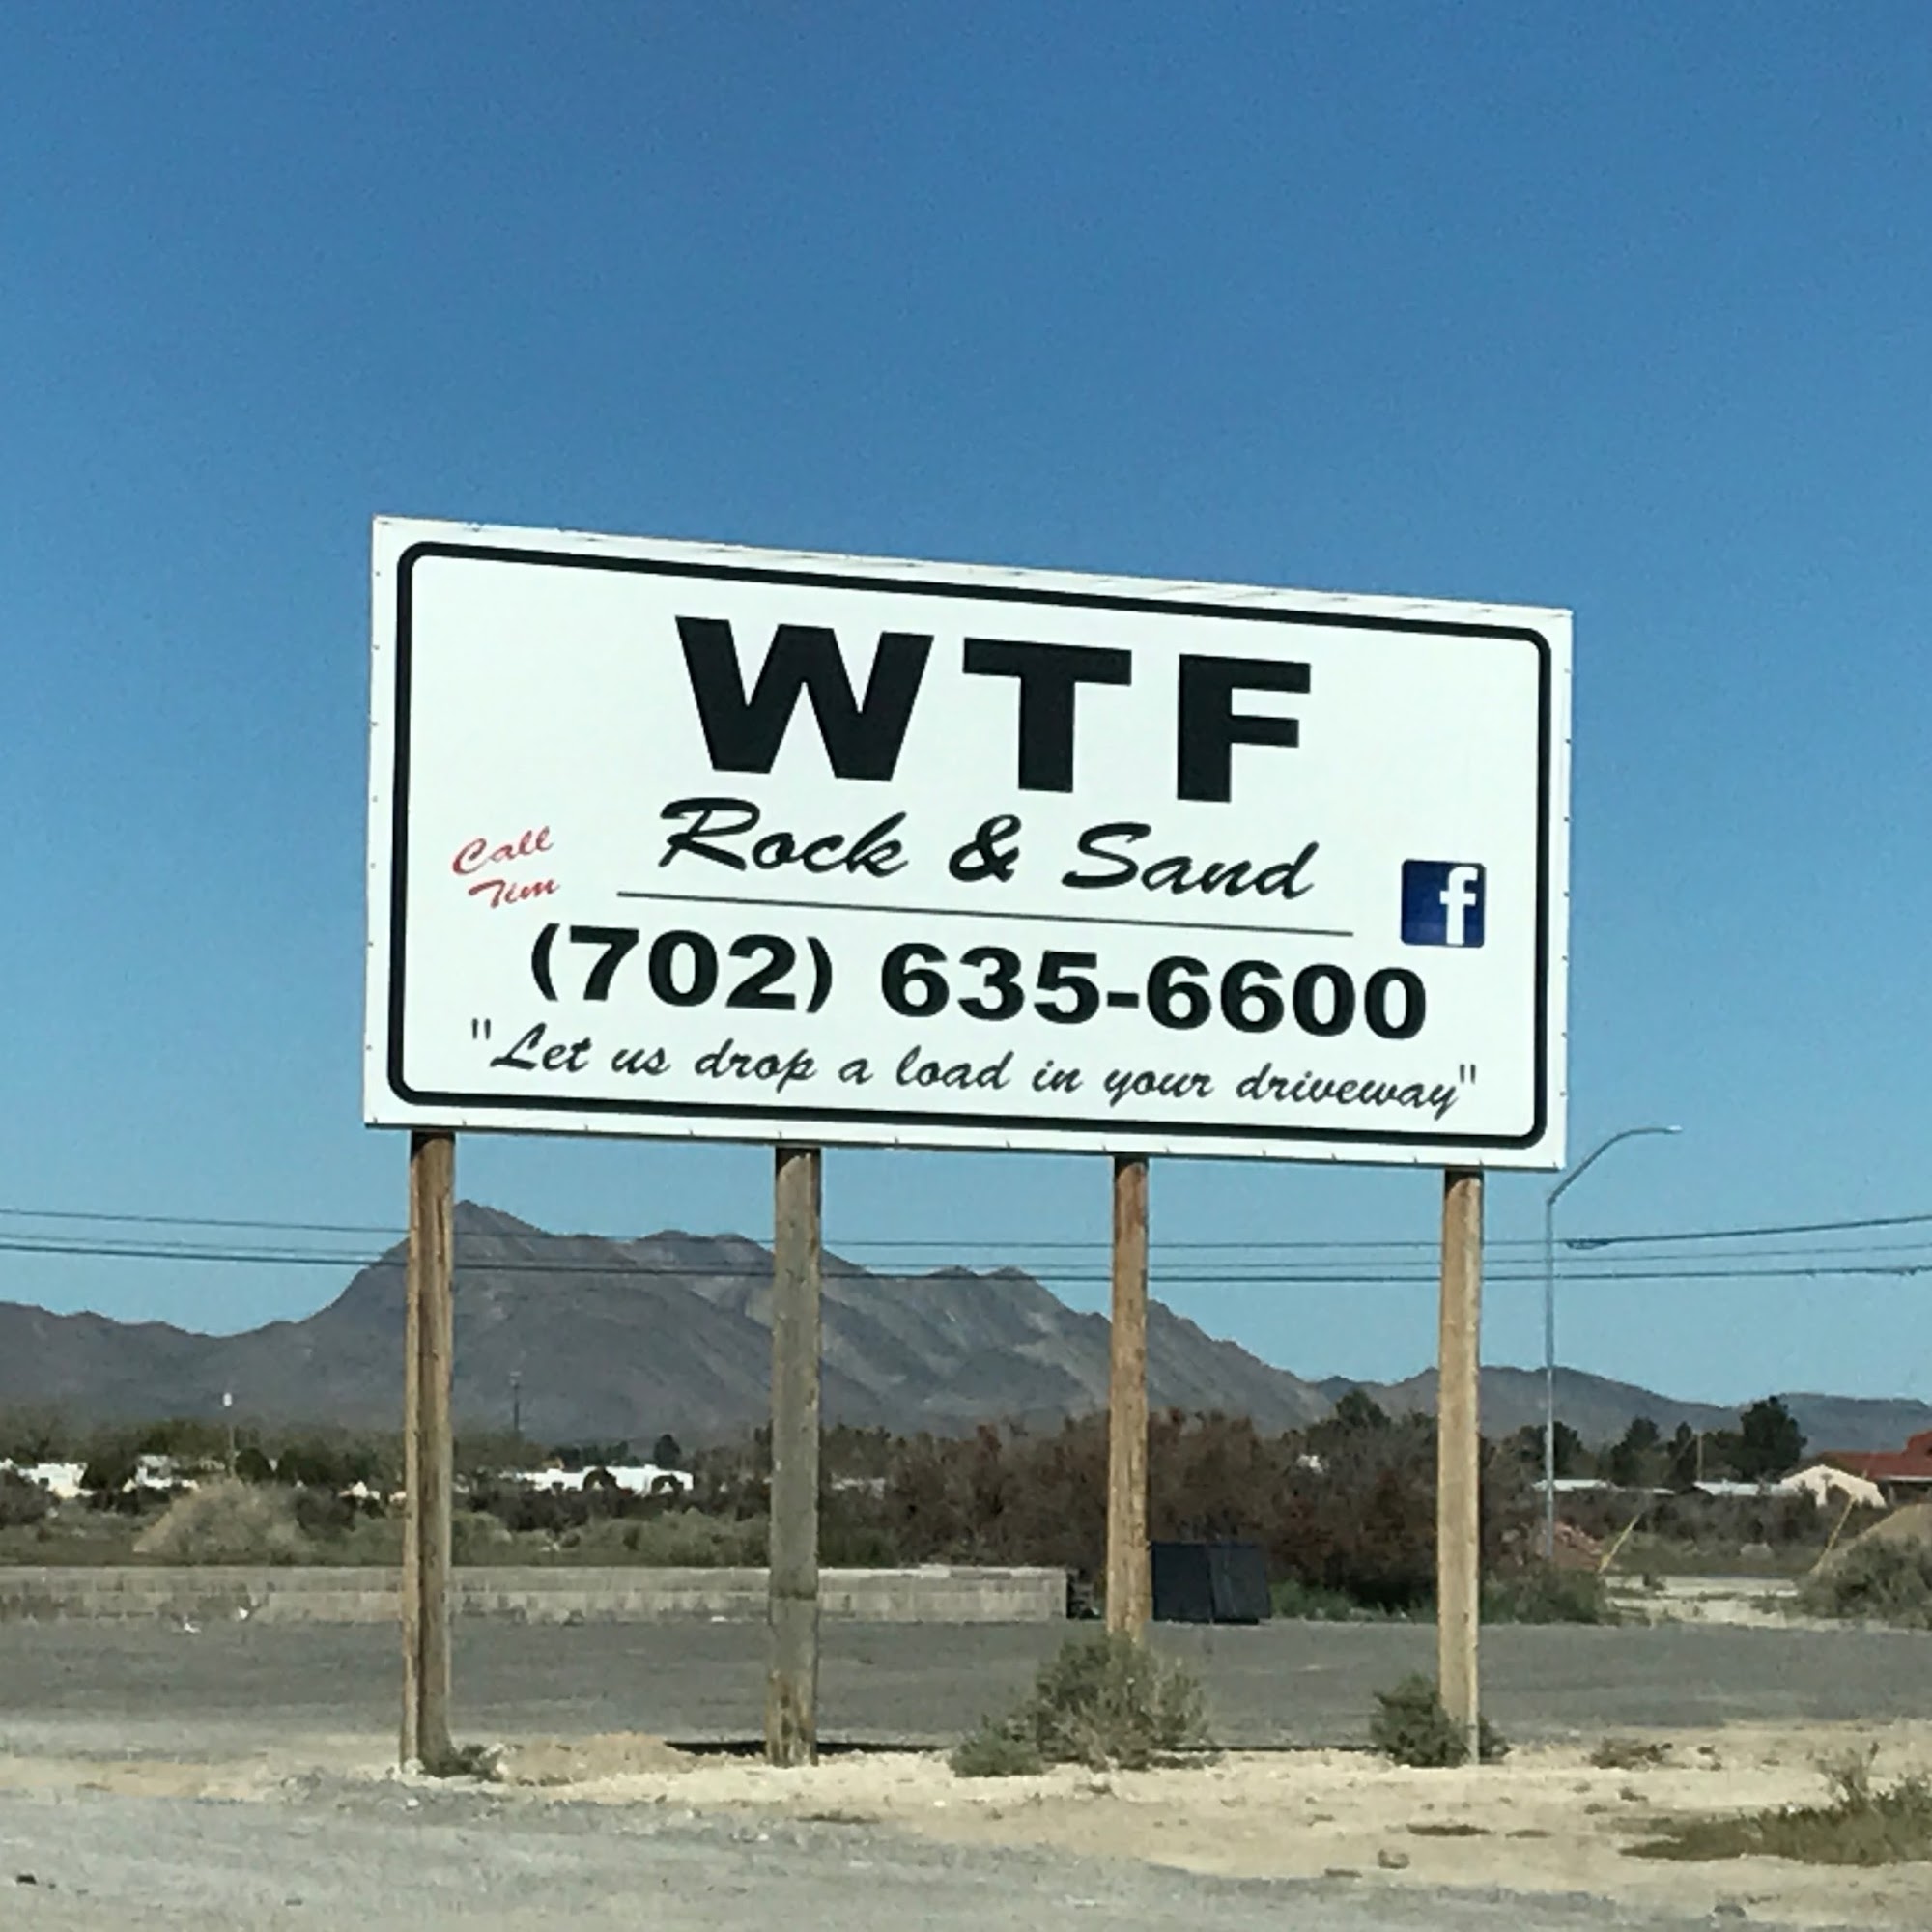 WTF
Rock & Sand
Call
Tim
f
(702) 635-6600
"Let us drop a load in your driveway"